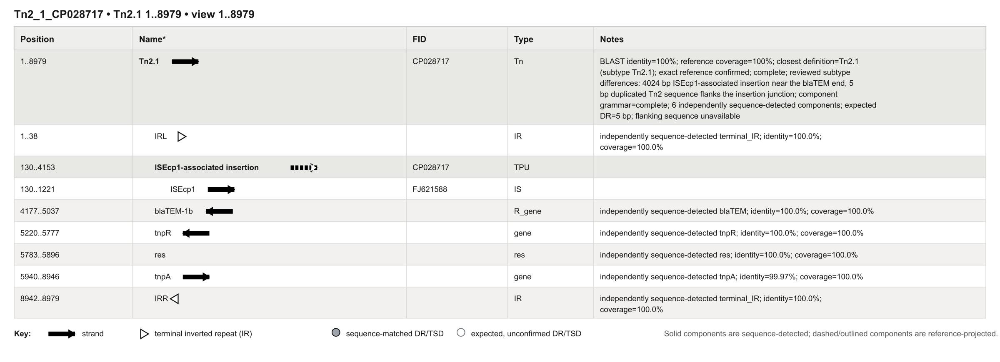 Tn2_1_CP028717 • Tn2.1 1..8979 • view 1..8979
Position Name* FID Type Notes
1..8979 Tn2.1 CP028717 Tn BLAST identity=100%; reference coverage=100%; closest definition=Tn2.1
(subtype Tn2.1); exact reference confirmed; complete; reviewed subtype
differences: 4024 bp ISEcp1-associated insertion near the blaTEM end, 5
bp duplicated Tn2 sequence flanks the insertion junction; component
grammar=complete; 6 independently sequence-detected components; expected
DR=5 bp; flanking sequence unavailable
1..38 IRL IR independently sequence-detected terminal_IR; identity=100.0%;
coverage=100.0%
130..4153 ISEcp1-associated insertion CP028717 TPU
130..1221 ISEcp1 FJ621588 IS
4177..5037 blaTEM-1b R_gene independently sequence-detected blaTEM; identity=100.0%; coverage=100.0%
5220..5777 tnpR gene independently sequence-detected tnpR; identity=100.0%; coverage=100.0%
5783..5896 res res independently sequence-detected res; identity=100.0%; coverage=100.0%
5940..8946 tnpA gene independently sequence-detected tnpA; identity=99.97%; coverage=100.0%
8942..8979 IRR IR independently sequence-detected terminal_IR; identity=100.0%;
coverage=100.0%
Key: strand terminal inverted repeat (IR) sequence-matched DR/TSD expected, unconfirmed DR/TSD Solid components are sequence-detected; dashed/outlined components are reference-projected.